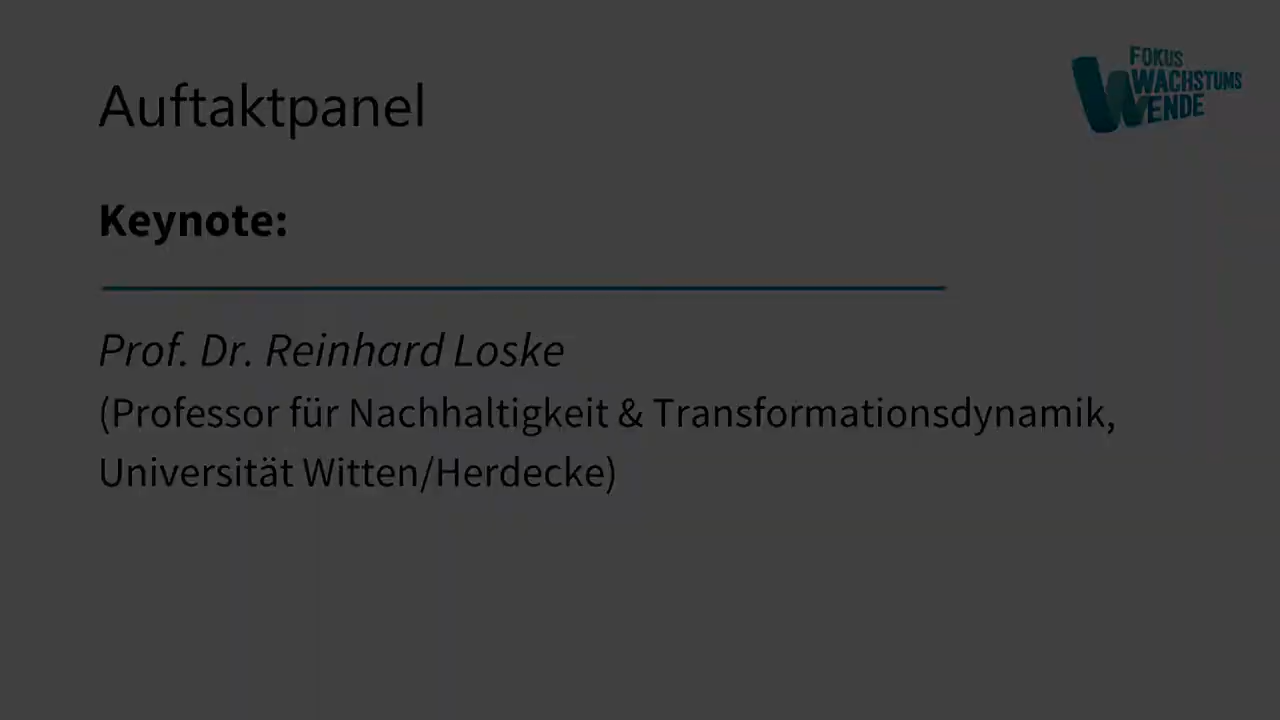 Auftaktpanel
FOKUS
WACHSTUMS
WENDE
Keynote:
Prof. Dr. Reinhard Loske
(Professor für Nachhaltigkeit & Transformationsdynamik,
Universität Witten/Herdecke)